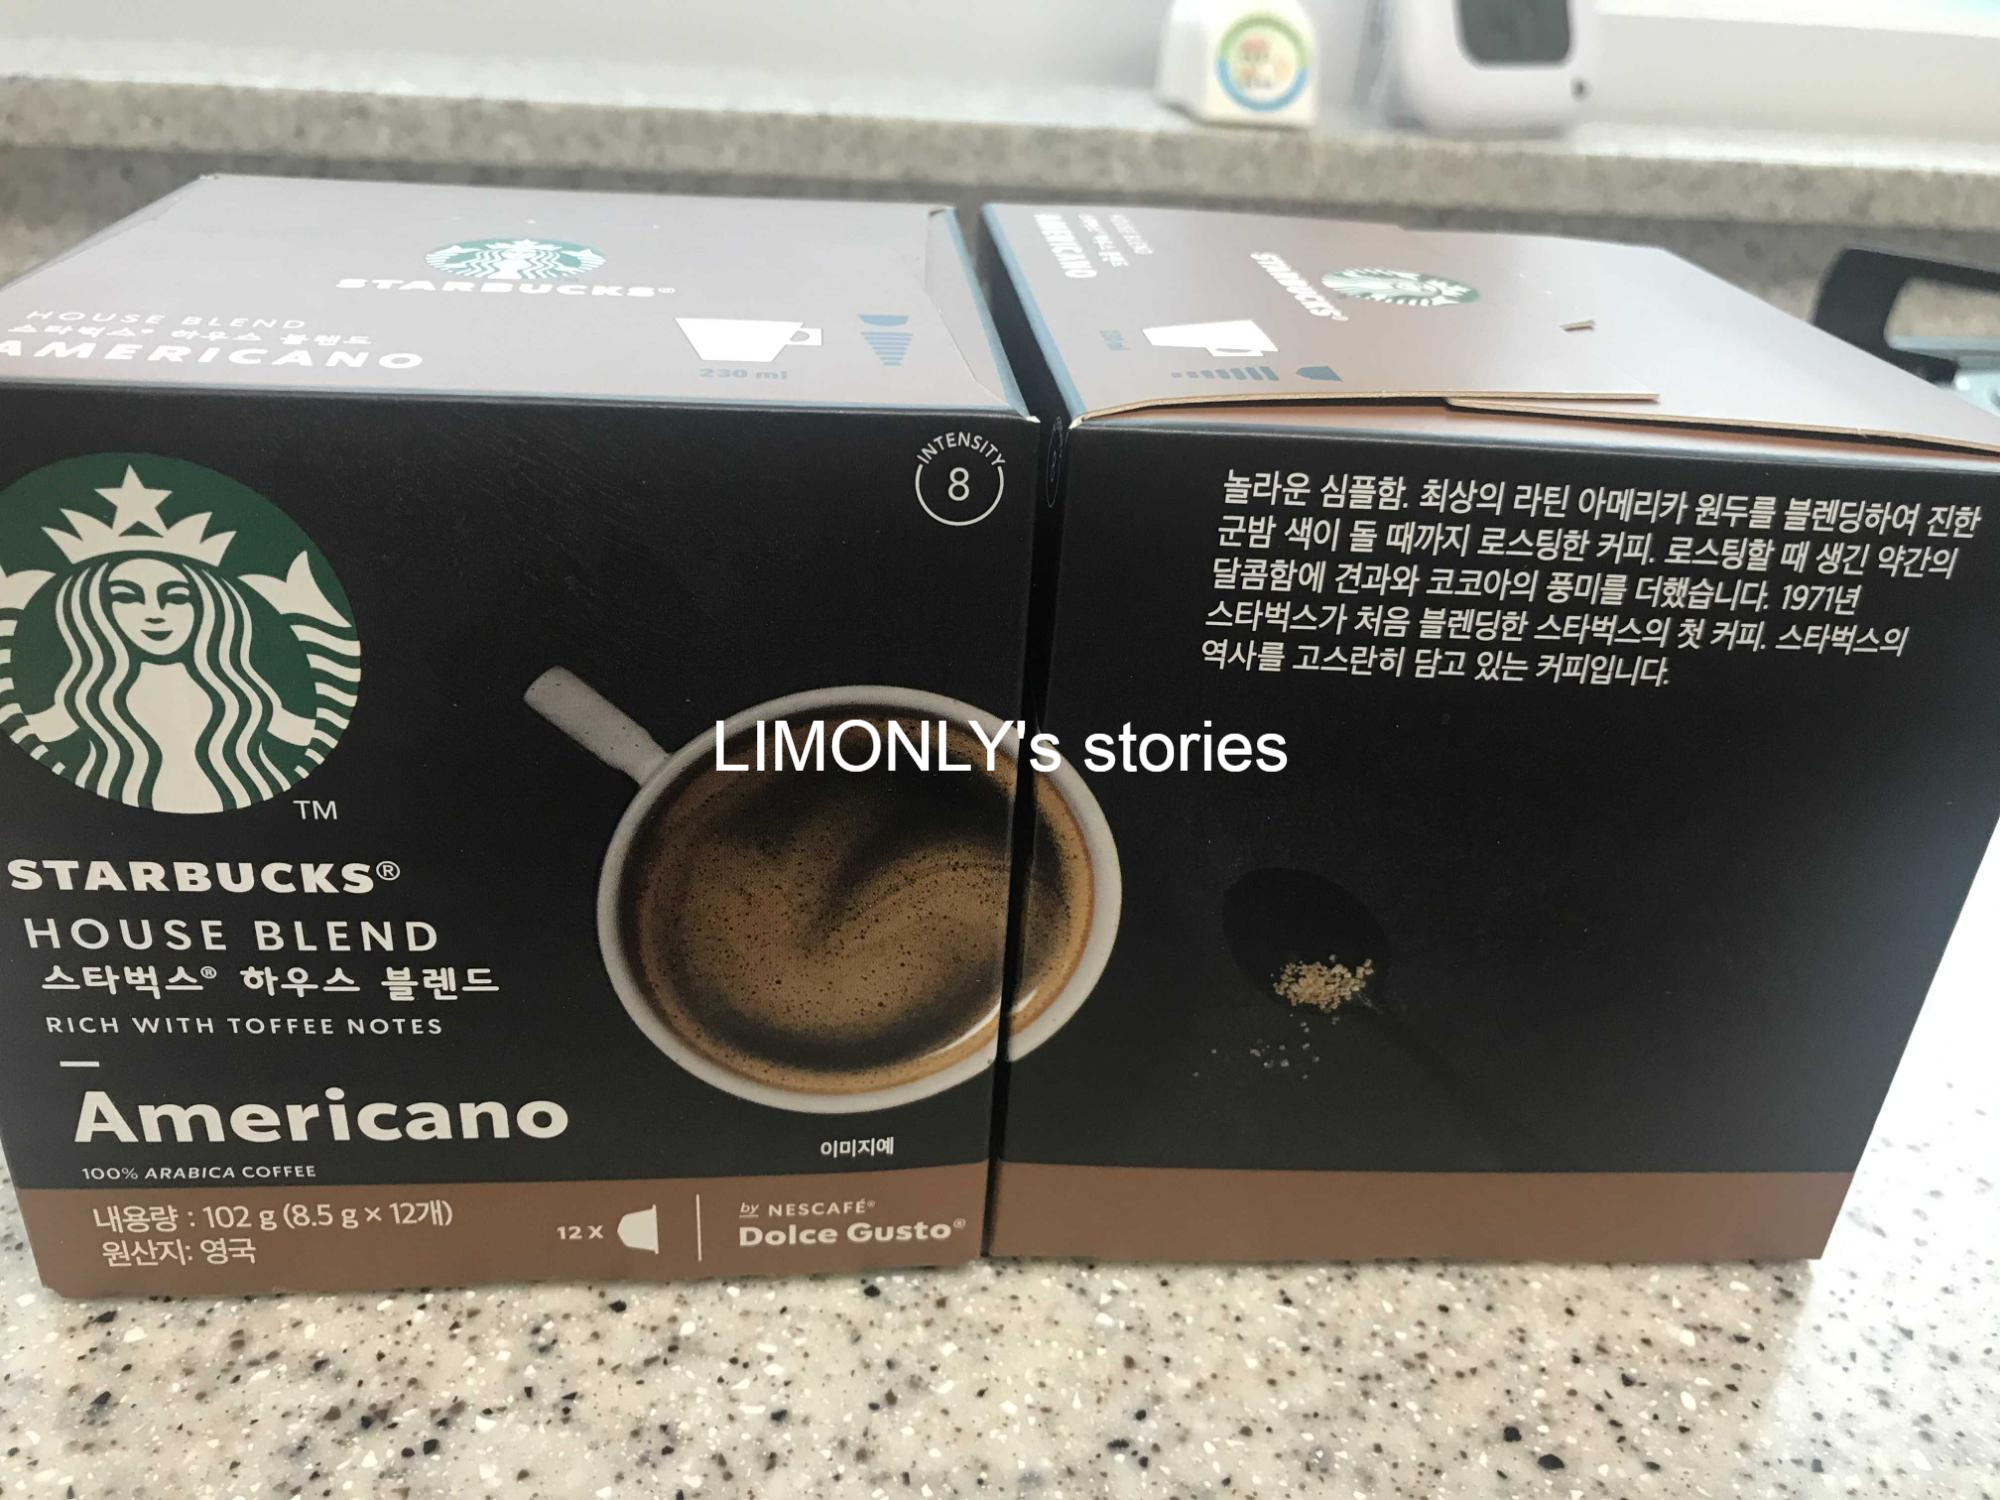 STARBUCKS®
HOUSE BLEND
스타벅스® 하우스 블렌드
AMERICANO
230 ml
HOUSE BLEND
AMERICANO
STARBUCKS®
230 ml
INTENSITY
8
TM
STARBUCKS®
HOUSE BLEND
스타벅스® 하우스 블렌드
RICH WITH TOFFEE NOTES
Americano
100% ARABICA COFFEE
이미지예
내용량 : 102 g (8.5 g × 12개)
원산지: 영국
12 X
by NESCAFÉ®
Dolce Gusto®
놀라운 심플함. 최상의 라틴 아메리카 원두를 블렌딩하여 진한
군밤 색이 돌 때까지 로스팅한 커피. 로스팅할 때 생긴 약간의
달콤함에 견과와 코코아의 풍미를 더했습니다. 1971년
스타벅스가 처음 블렌딩한 스타벅스의 첫 커피. 스타벅스의
역사를 고스란히 담고 있는 커피입니다.
LIMONLY's stories